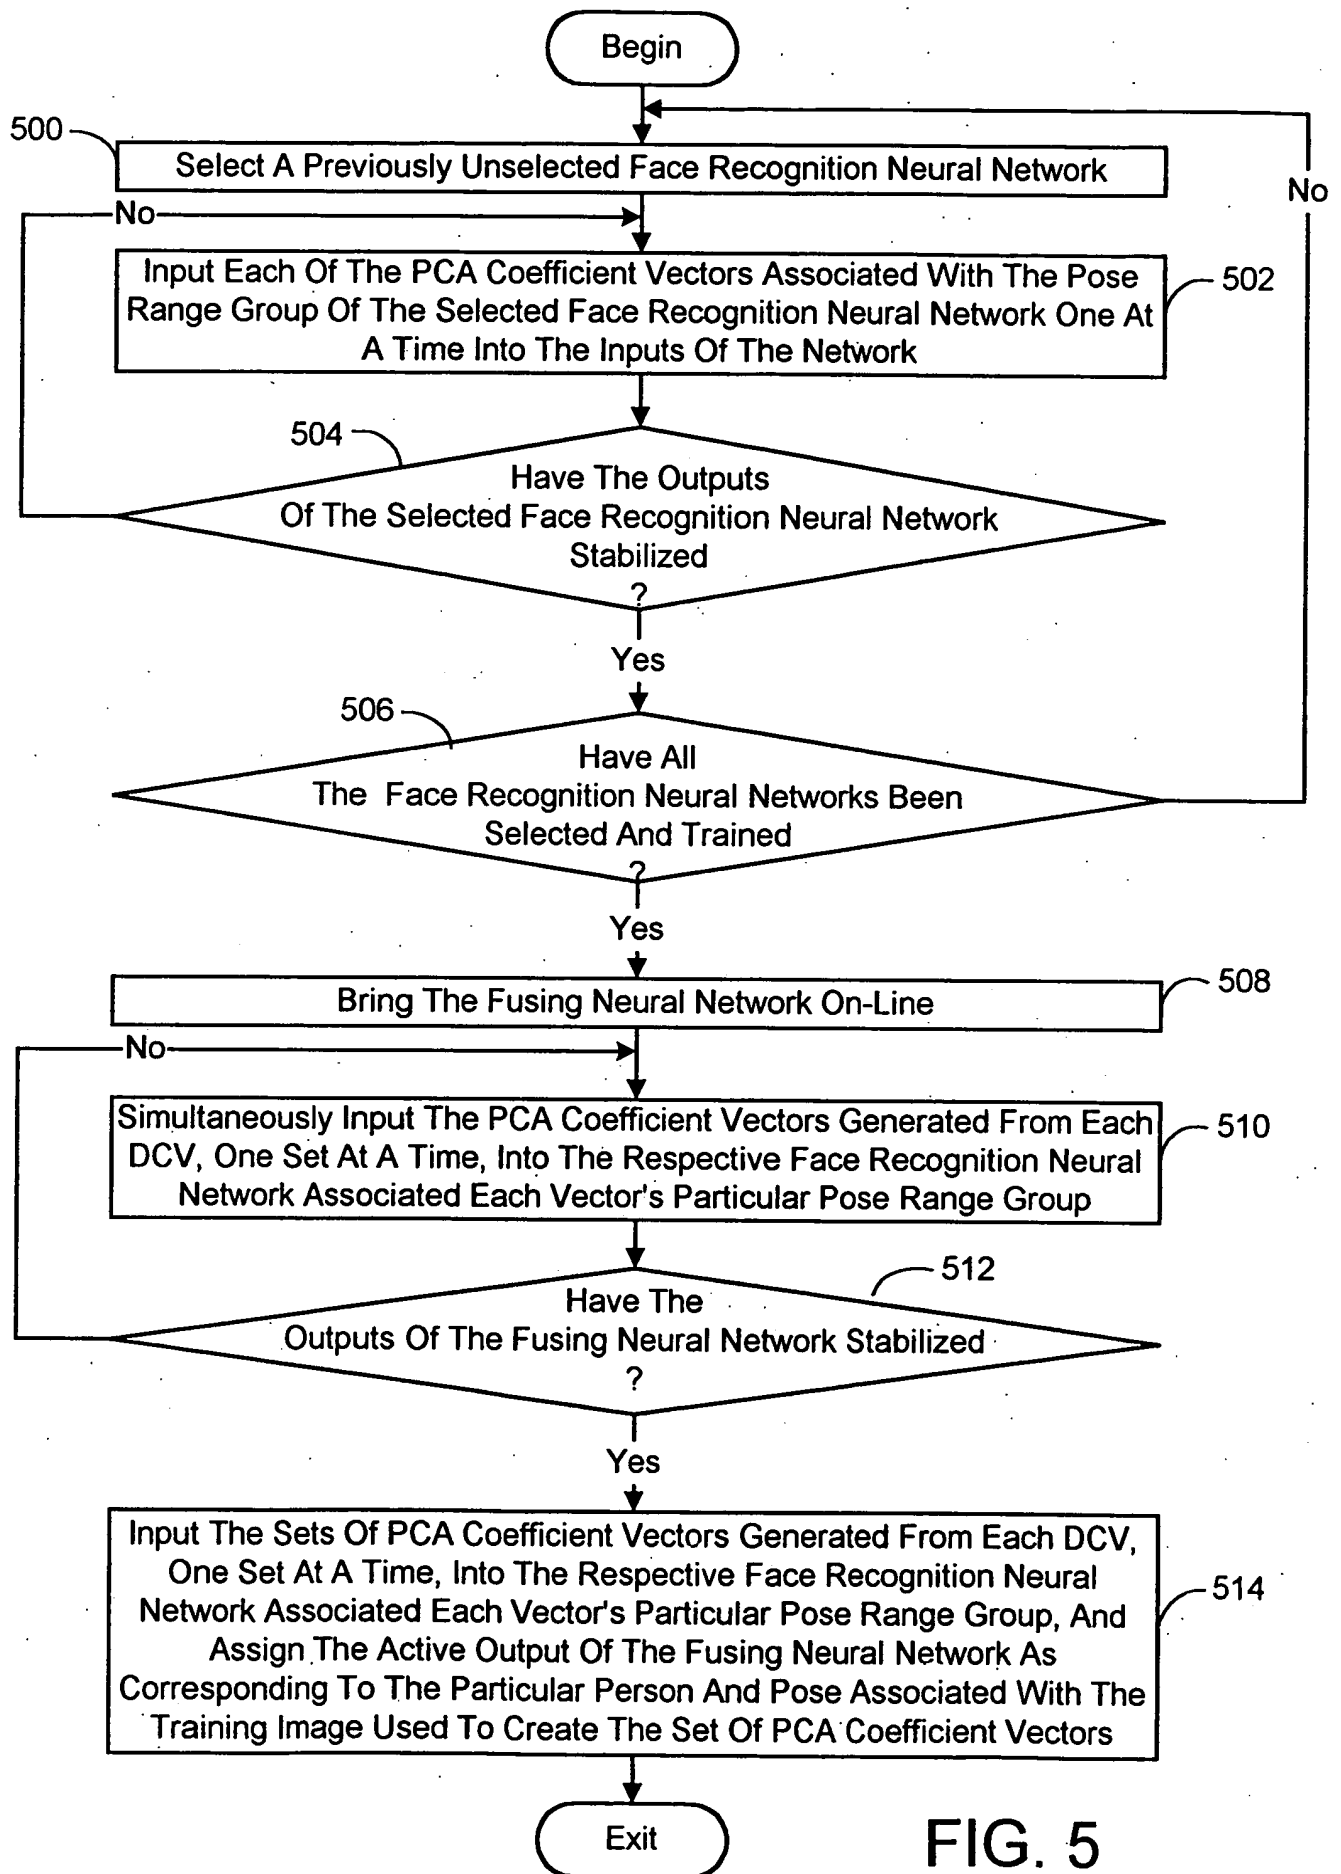 Begin
500
Select A Previously Unselected Face Recognition Neural Network
No
No
Input Each Of The PCA Coefficient Vectors Associated With The Pose
Range Group Of The Selected Face Recognition Neural Network One At
A Time Into The Inputs Of The Network
502
504
Have The Outputs
Of The Selected Face Recognition Neural Network
Stabilized
?
Yes
506
Have All
The Face Recognition Neural Networks Been
Selected And Trained
?
Yes
508
Bring The Fusing Neural Network On-Line
No
Simultaneously Input The PCA Coefficient Vectors Generated From Each
DCV, One Set At A Time, Into The Respective Face Recognition Neural
Network Associated Each Vector's Particular Pose Range Group
510
512
Have The
Outputs Of The Fusing Neural Network Stabilized
?
Yes
Input The Sets Of PCA Coefficient Vectors Generated From Each DCV,
One Set At A Time, Into The Respective Face Recognition Neural
Network Associated Each Vector's Particular Pose Range Group, And
Assign The Active Output Of The Fusing Neural Network As
Corresponding To The Particular Person And Pose Associated With The
Training Image Used To Create The Set Of PCA Coefficient Vectors
514
Exit
FIG. 5